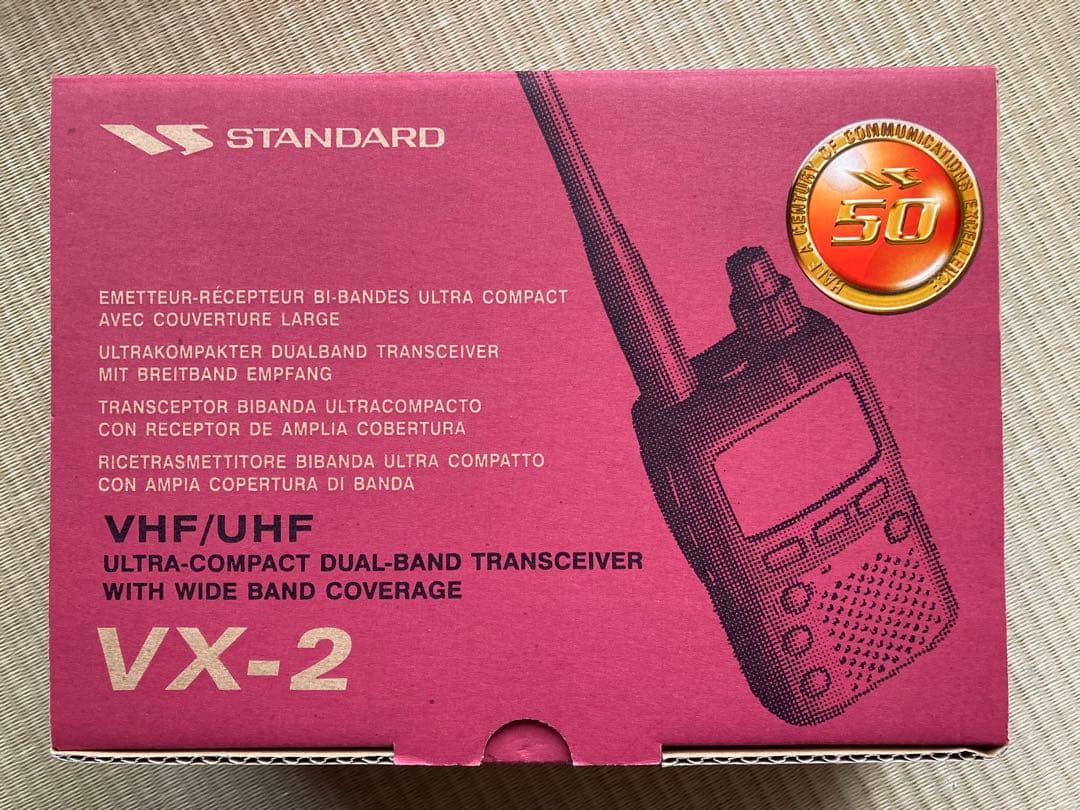 STANDARD
HALF A CENTURY OF COMMUNICATIONS EXCELLENCE
50
EMETTEUR-RÉCEPTEUR BI-BANDES ULTRA COMPACT
AVEC COUVERTURE LARGE
ULTRAKOMPAKTER DUALBAND TRANSCEIVER
MIT BREITBAND EMPFANG
TRANSCEPTOR BIBANDA ULTRACOMPACTO
CON RECEPTOR DE AMPLIA COBERTURA
RICETRASMETTITORE BIBANDA ULTRA COMPATTO
CON AMPIA COPERTURA DI BANDA
VHF/UHF
ULTRA-COMPACT DUAL-BAND TRANSCEIVER
WITH WIDE BAND COVERAGE
VX-2